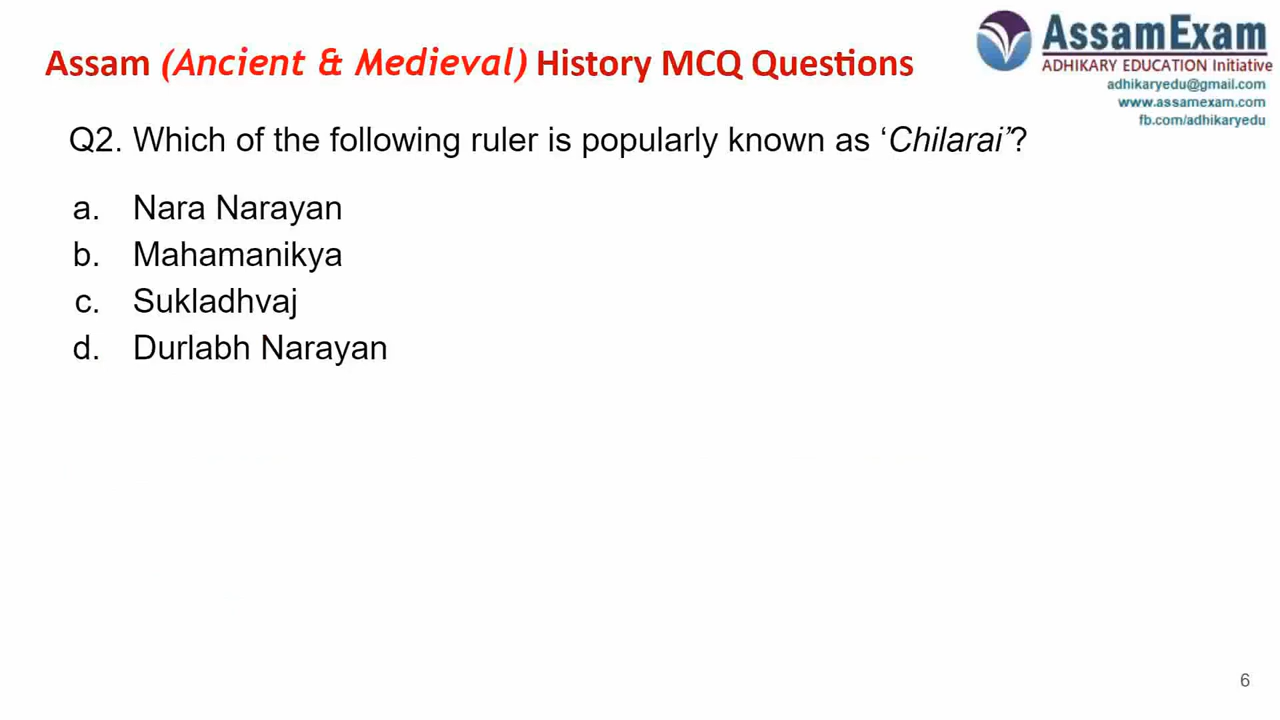 Assam (Ancient & Medieval) History MCQ Questions
AssamExam
ADHIKARY EDUCATION Initiative
adhikaryedu@gmail.com
www.assamexam.com
fb.com/adhikaryedu
Q2. Which of the following ruler is popularly known as ‘Chilarai’?
a. Nara Narayan
b. Mahamanikya
c. Sukladhvaj
d. Durlabh Narayan
6